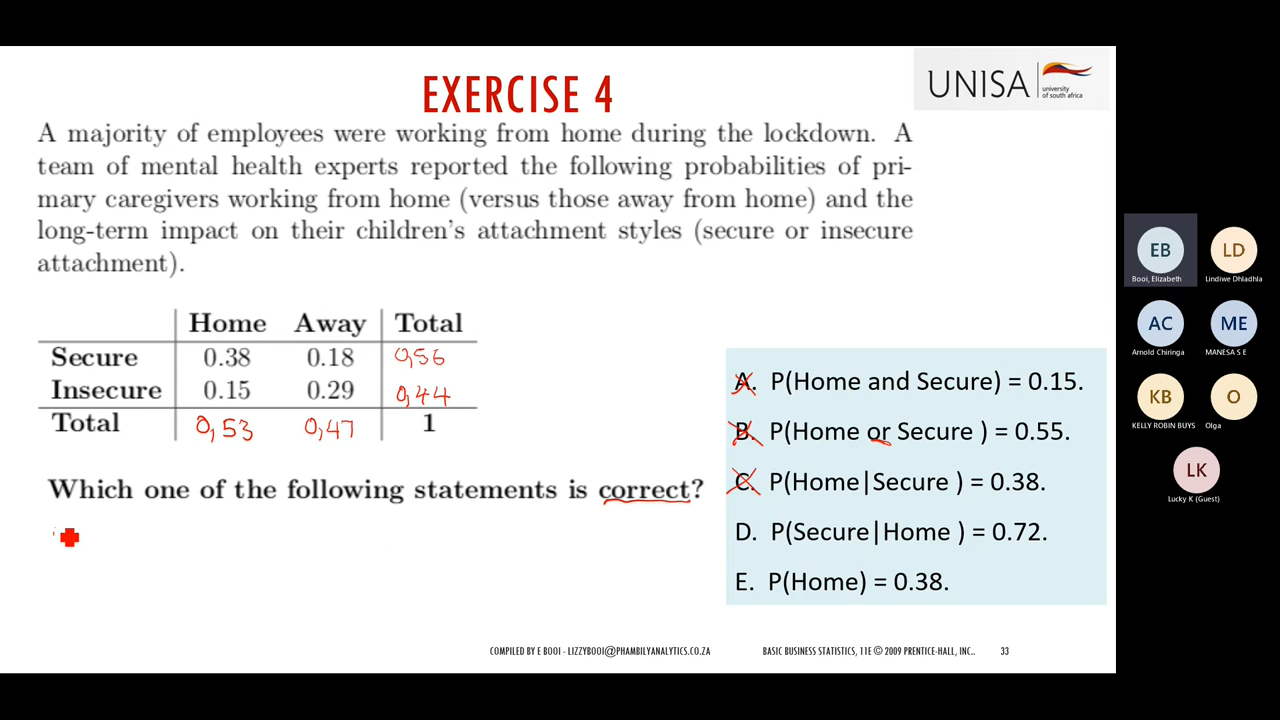 EXERCISE 4
UNISA
university
of south africa
A majority of employees were working from home during the lockdown. A
team of mental health experts reported the following probabilities of pri-
mary caregivers working from home (versus those away from home) and the
long-term impact on their children's attachment styles (secure or insecure
attachment).
Home Away Total
Secure 0.38 0.18 0,56
Insecure 0.15 0.29 0,44
Total 0,53 0,47 1
Which one of the following statements is correct?
A. P(Home and Secure) = 0.15.
B. P(Home or Secure ) = 0.55.
C. P(Home|Secure ) = 0.38.
D. P(Secure|Home ) = 0.72.
E. P(Home) = 0.38.
COMPILED BY E BOOI - LIZZYBOOI@PHAMBILYANALYTICS.CO.ZA
BASIC BUSINESS STATISTICS, 11E © 2009 PRENTICE-HALL, INC..
33
EB
Booi, Elizabeth
LD
Lindiwe Dhladhla
AC
Arnold Chiringa
ME
MANESA S E
KB
KELLY ROBIN BUYS
O
Olga
LK
Lucky K (Guest)